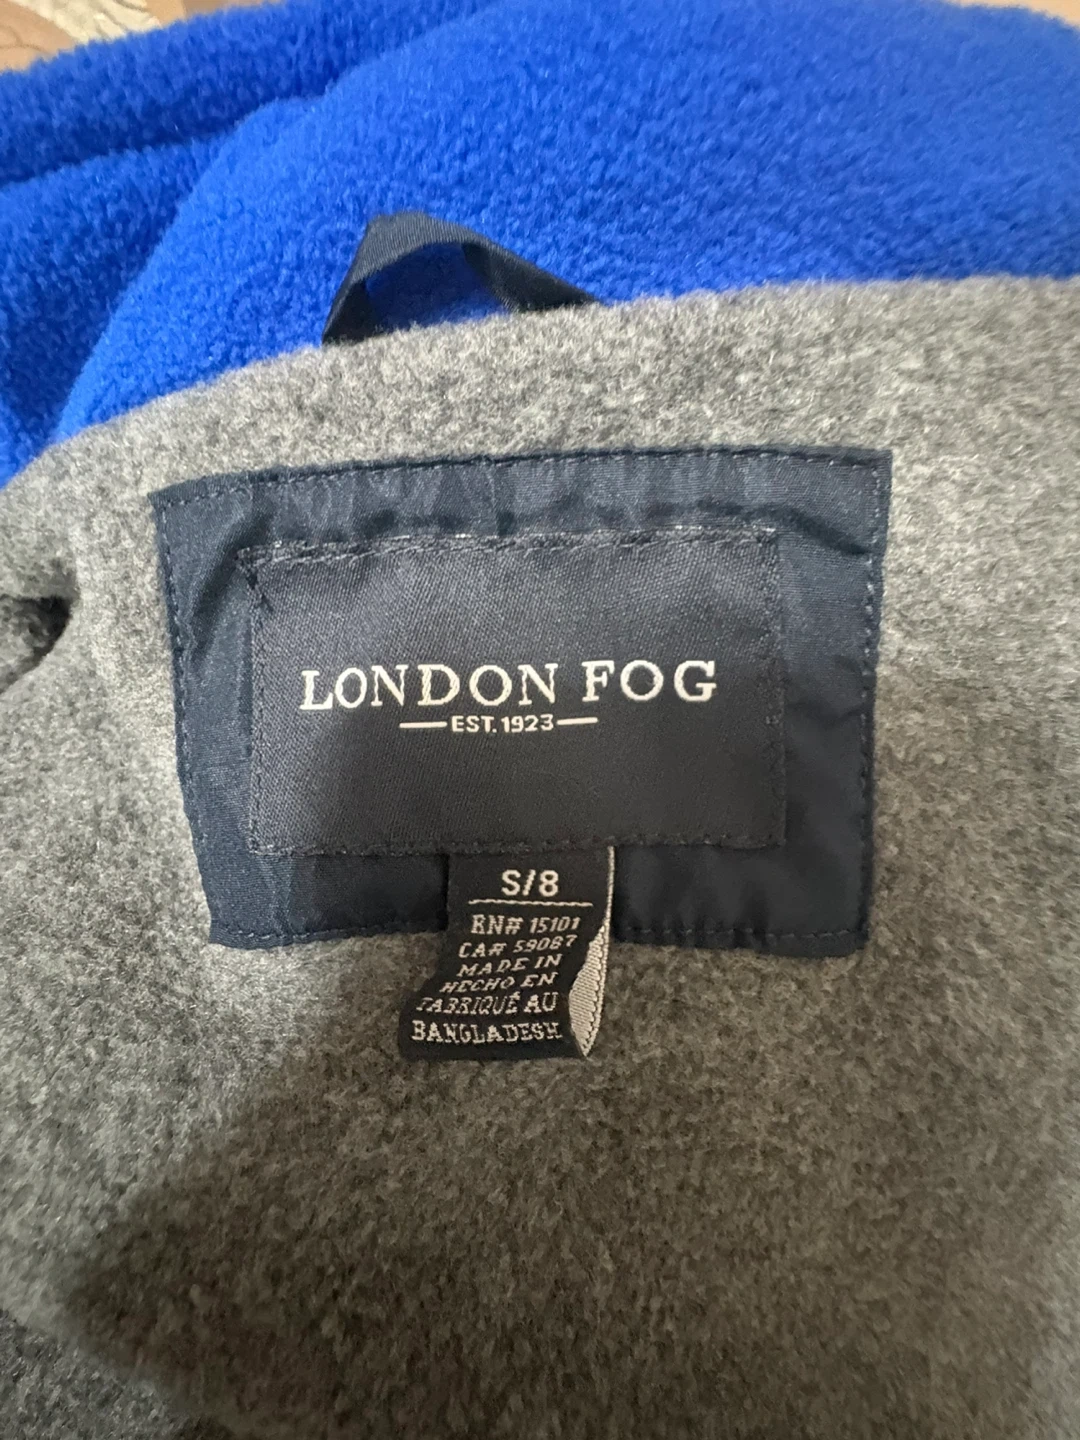 LONDON FOG
EST. 1923
S/8
RN# 15101
CA# 59087
MADE IN
HECHO EN
FABRIQUÉ AU
BANGLADESH